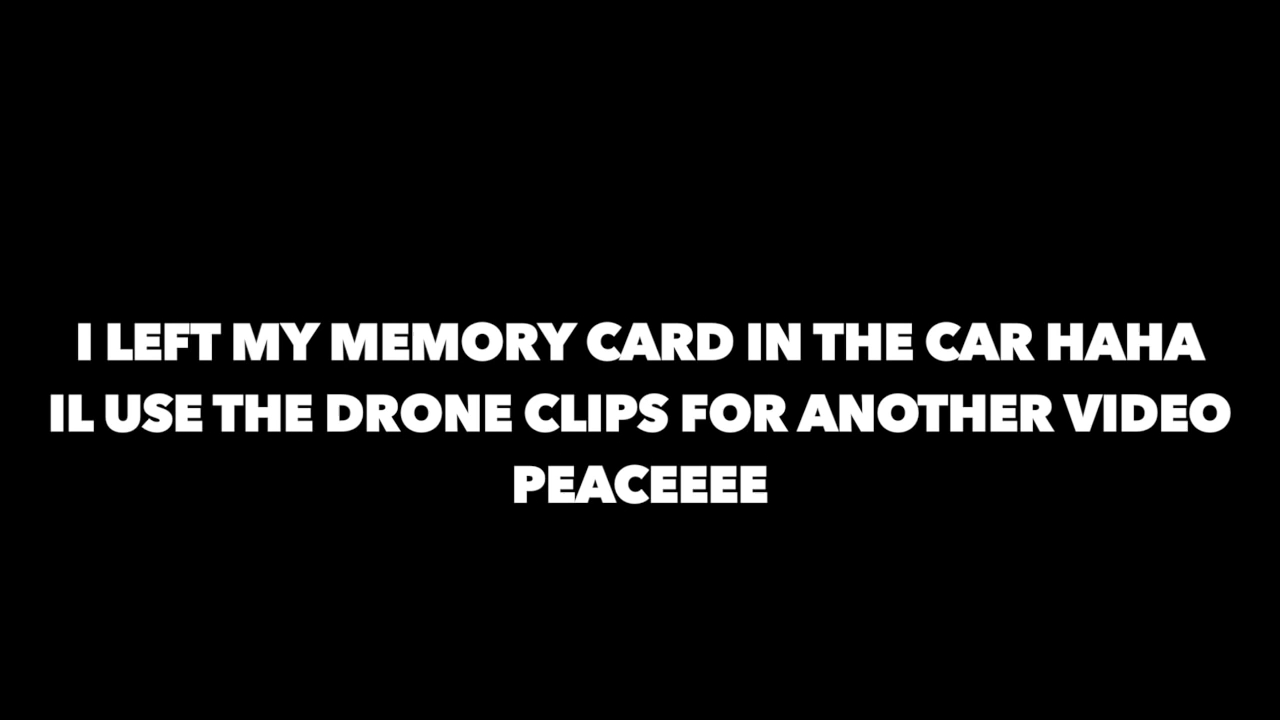 I LEFT MY MEMORY CARD IN THE CAR HAHA
IL USE THE DRONE CLIPS FOR ANOTHER VIDEO
PEACEEEE